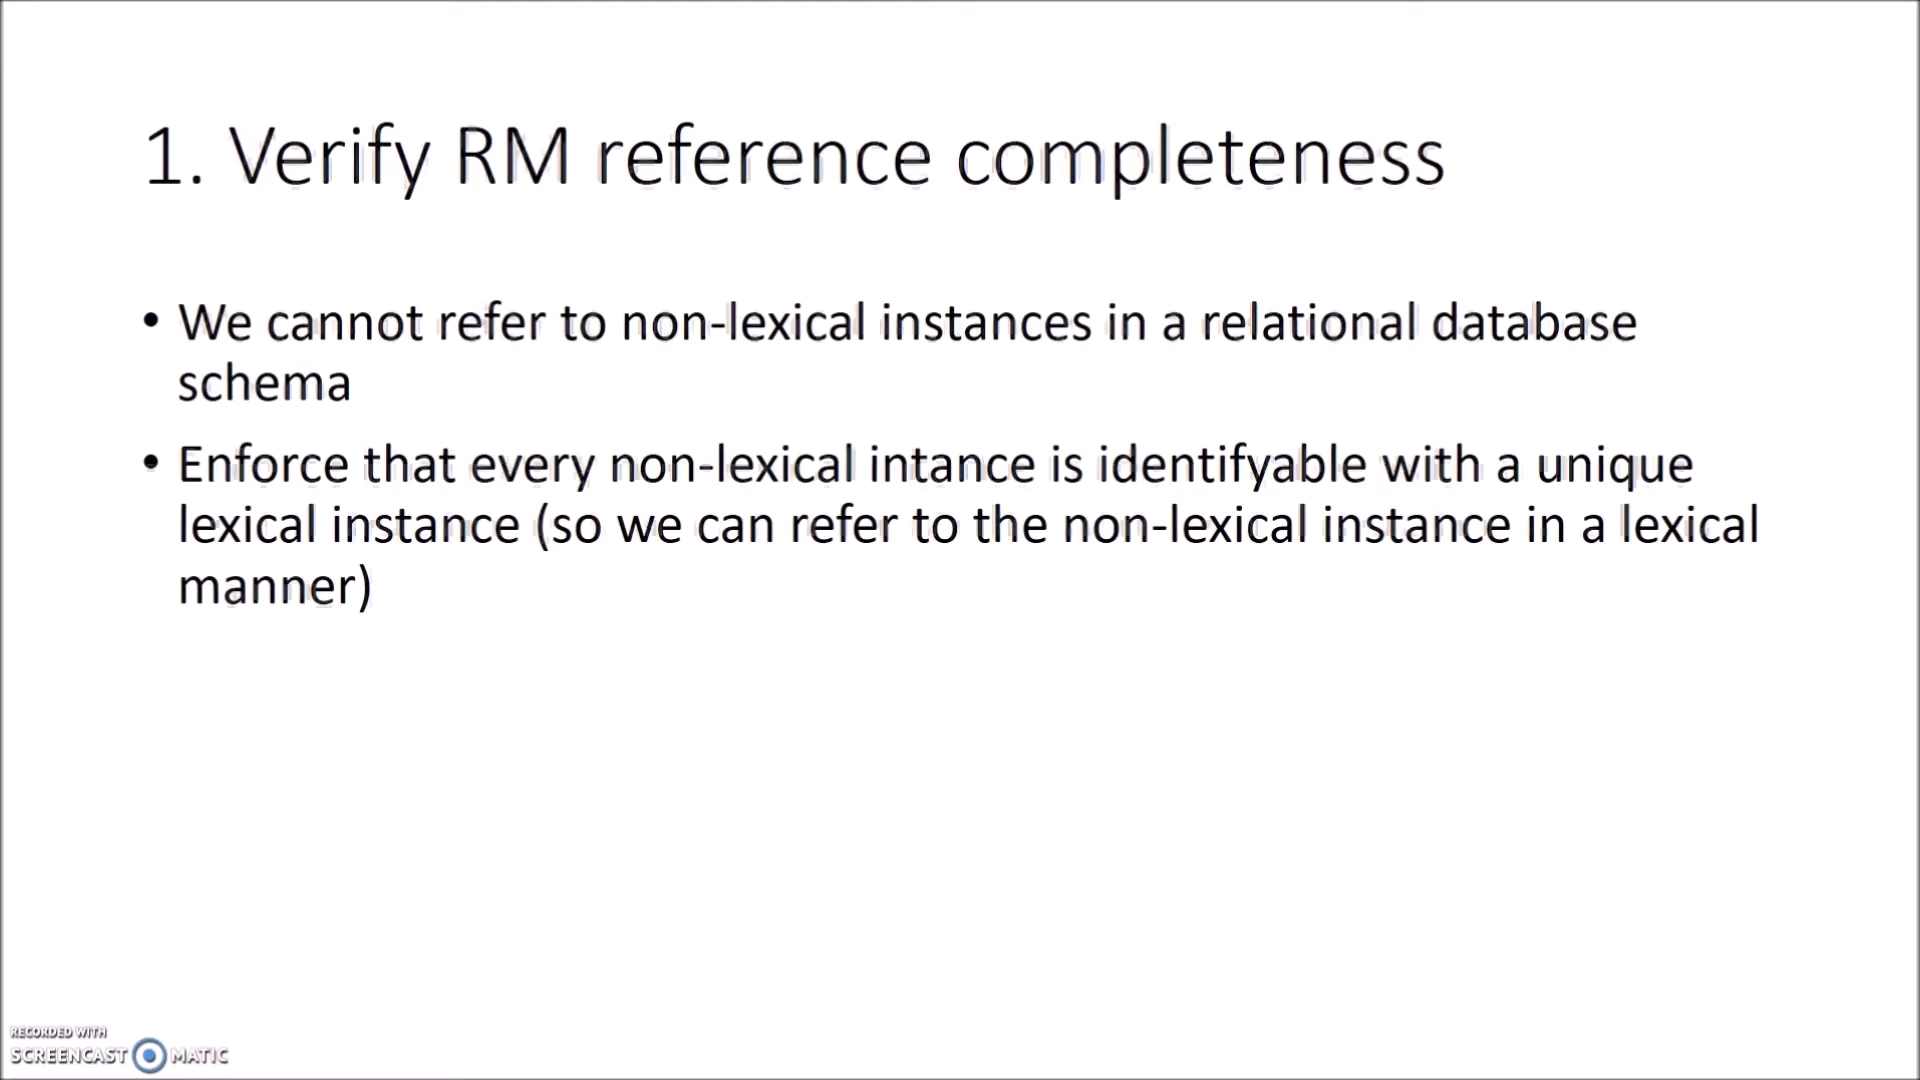 1. Verify RM reference completeness
• We cannot refer to non-lexical instances in a relational database
schema
• Enforce that every non-lexical intance is identifyable with a unique
lexical instance (so we can refer to the non-lexical instance in a lexical
manner)
RECORDED WITH
SCREENCAST MATIC